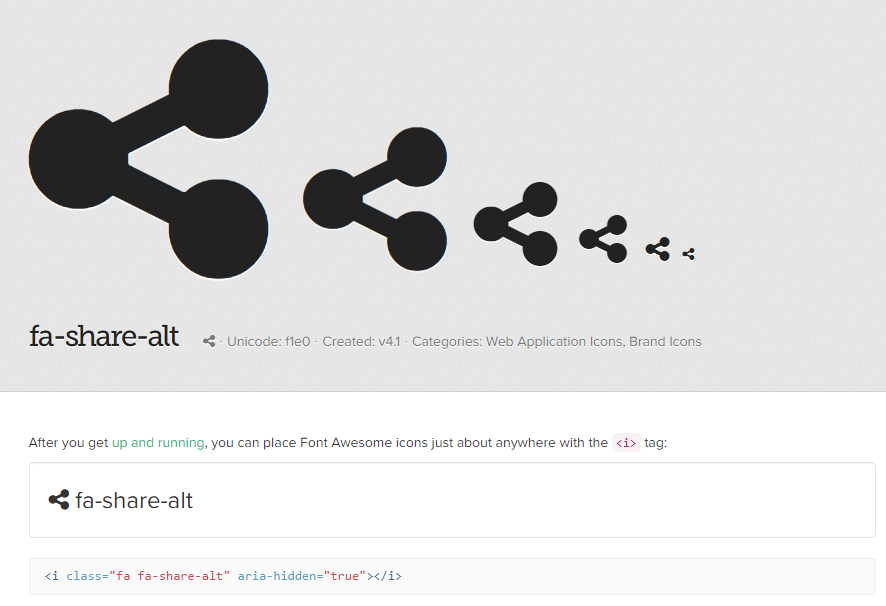 fa-share-alt · Unicode: f1e0 · Created: v4.1 · Categories: Web Application Icons, Brand Icons
After you get up and running, you can place Font Awesome icons just about anywhere with the <i> tag:
fa-share-alt
<i class="fa fa-share-alt" aria-hidden="true"></i>